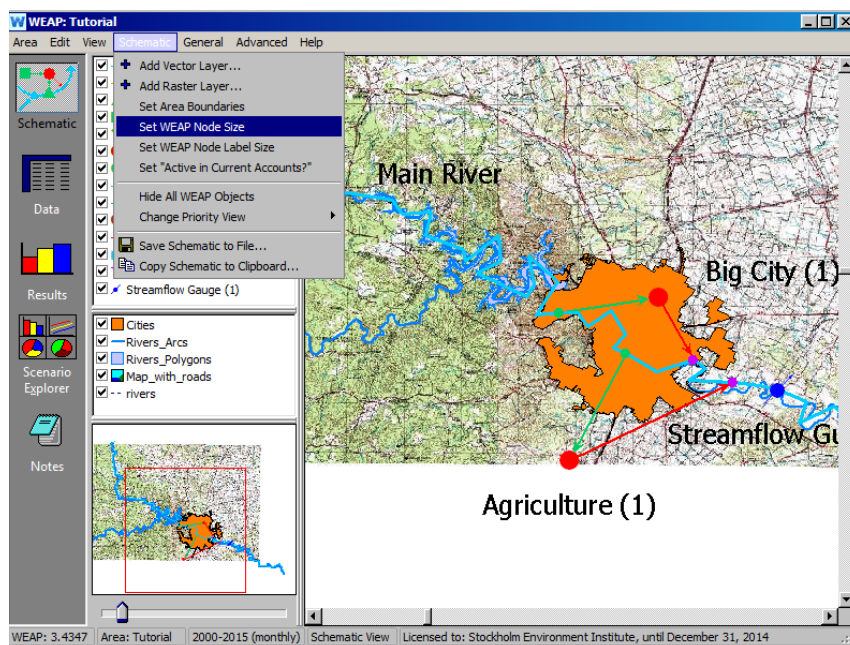 WEAP: Tutorial
Area Edit View Schematic General Advanced Help
Add Vector Layer...
Add Raster Layer...
Set Area Boundaries
Set WEAP Node Size
Set WEAP Node Label Size
Set "Active in Current Accounts?"
Hide All WEAP Objects
Change Priority View
Save Schematic to File...
Copy Schematic to Clipboard...
Streamflow Gauge (1)
Schematic
Data
Results
Scenario
Explorer
Notes
Cities
Rivers_Arcs
Rivers_Polygons
Map_with_roads
rivers
Main River
Big City (1)
Streamflow Gu
Agriculture (1)
WEAP: 3.4347 Area: Tutorial 2000-2015 (monthly) Schematic View Licensed to: Stockholm Environment Institute, until December 31, 2014